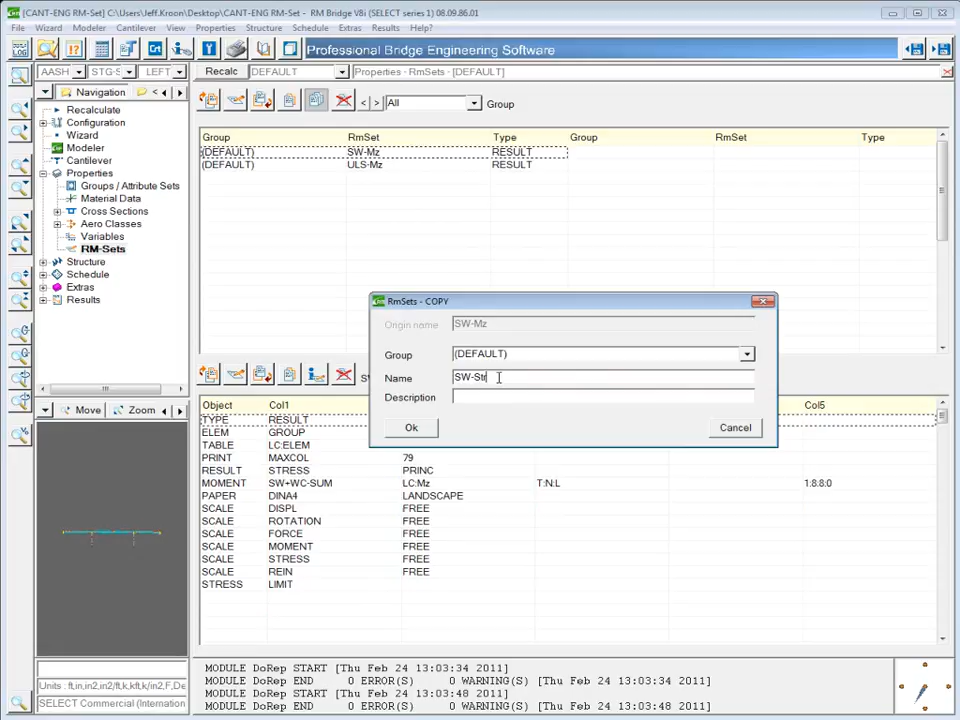 [CANT-ENG RM-Set] C:\Users\Jeff.Kroon\Desktop\CANT-ENG RM-Set - RM Bridge V8i (SELECT series 1) 08.09.86.01
File Wizard Modeler Cantilever View Properties Structure Schedule Extras Results Help?
Professional Bridge Engineering Software
AASH STG-S LEFT Recalc DEFAULT Properties - RmSets - [DEFAULT]
Navigation
All Group
Recalculate
Configuration
Wizard
Modeler
Cantilever
Properties
Groups / Attribute Sets
Material Data
Cross Sections
Aero Classes
Variables
RM-Sets
Structure
Schedule
Extras
Results
Move Zoom
Group RmSet Type Group RmSet Type
(DEFAULT) SW-Mz RESULT
(DEFAULT) ULS-Mz RESULT
RmSets - COPY
Origin name SW-Mz
Group (DEFAULT)
Name SW-Str
Description
Ok Cancel
Object Col1 Col5
TYPE RESULT
ELEM GROUP
TABLE LC:ELEM
PRINT MAXCOL 79
RESULT STRESS PRINC
MOMENT SW+WC-SUM LC:Mz T:N:L 1:8:8:0
PAPER DINA4 LANDSCAPE
SCALE DISPL FREE
SCALE ROTATION FREE
SCALE FORCE FREE
SCALE MOMENT FREE
SCALE STRESS FREE
SCALE REIN FREE
STRESS LIMIT
MODULE DoRep START [Thu Feb 24 13:03:34 2011]
MODULE DoRep END 0 ERROR(S) 0 WARNING(S) [Thu Feb 24 13:03:34 2011]
MODULE DoRep START [Thu Feb 24 13:03:48 2011]
MODULE DoRep END 0 ERROR(S) 0 WARNING(S) [Thu Feb 24 13:03:48 2011]
Units : ft,in,in2,in2/ft,k,kft,k/in2,F,De
SELECT Commercial (Internation